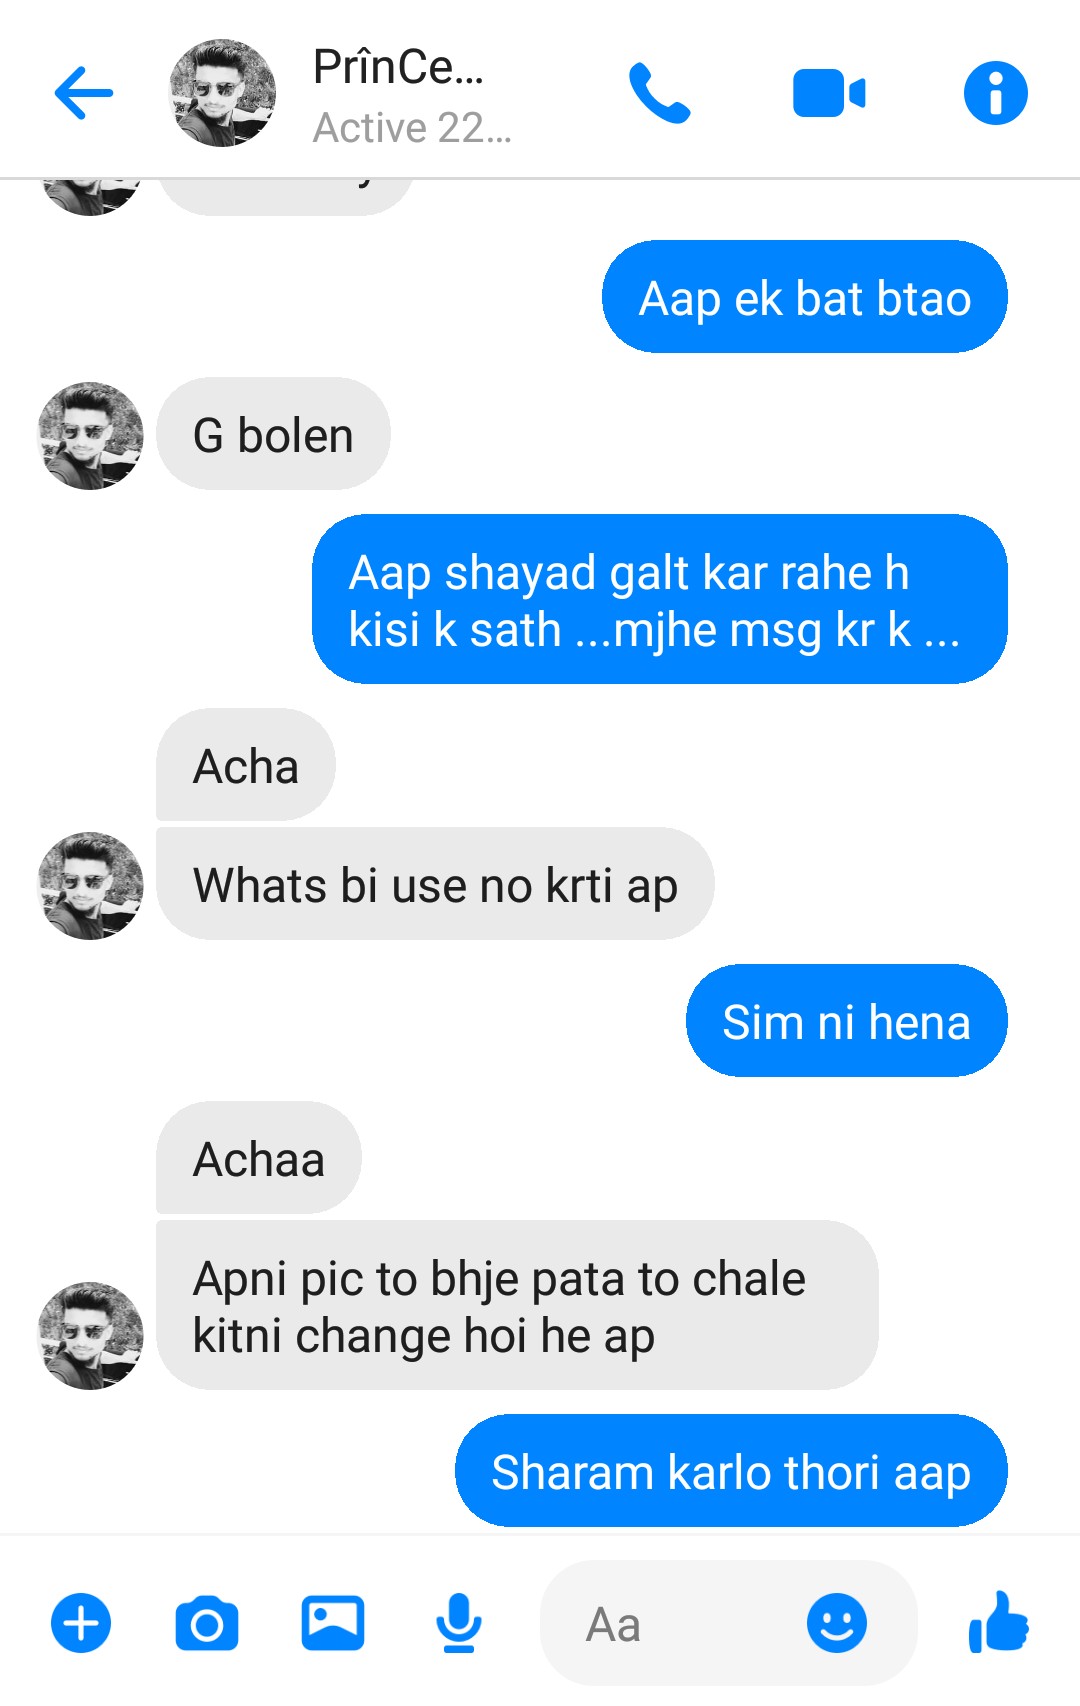 PrînCe...
Active 22...
Aap ek bat btao
G bolen
Aap shayad galt kar rahe h
kisi k sath ...mjhe msg kr k ...
Acha
Whats bi use no krti ap
Sim ni hena
Achaa
Apni pic to bhje pata to chale
kitni change hoi he ap
Sharam karlo thori aap
Aa